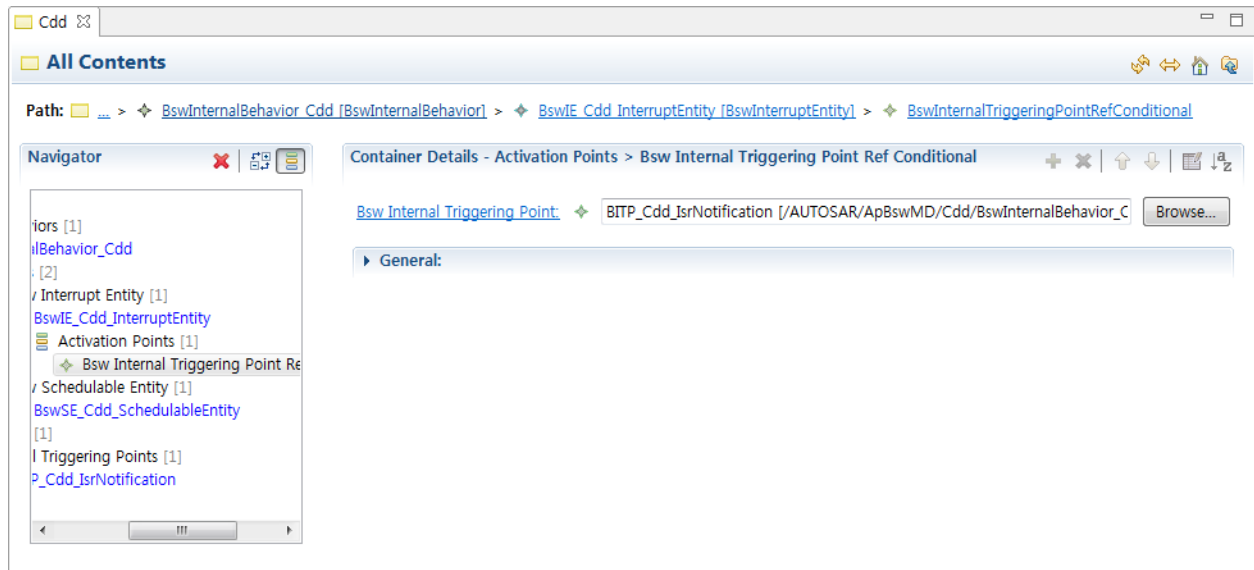 Cdd
All Contents
Path: ... > BswInternalBehavior_Cdd [BswInternalBehavior] > BswIE_Cdd_InterruptEntity [BswInterruptEntity] > BswInternalTriggeringPointRefConditional
Navigator
iors [1]
lBehavior_Cdd
s [2]
Interrupt Entity [1]
BswIE_Cdd_InterruptEntity
Activation Points [1]
Bsw Internal Triggering Point Re
Schedulable Entity [1]
BswSE_Cdd_SchedulableEntity
[1]
l Triggering Points [1]
P_Cdd_IsrNotification
Container Details - Activation Points > Bsw Internal Triggering Point Ref Conditional
Bsw Internal Triggering Point: BITP_Cdd_IsrNotification [/AUTOSAR/ApBswMD/Cdd/BswInternalBehavior_C Browse...
General: